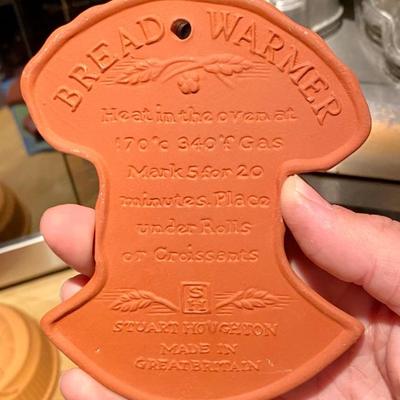 BREAD WARMER
Heat in the oven at
170°c 340°f Gas
Mark 5 for 20
minutes. Place
under Rolls
or Croissants
SH
STUART HOUGHTON
MADE IN
GREAT BRITAIN